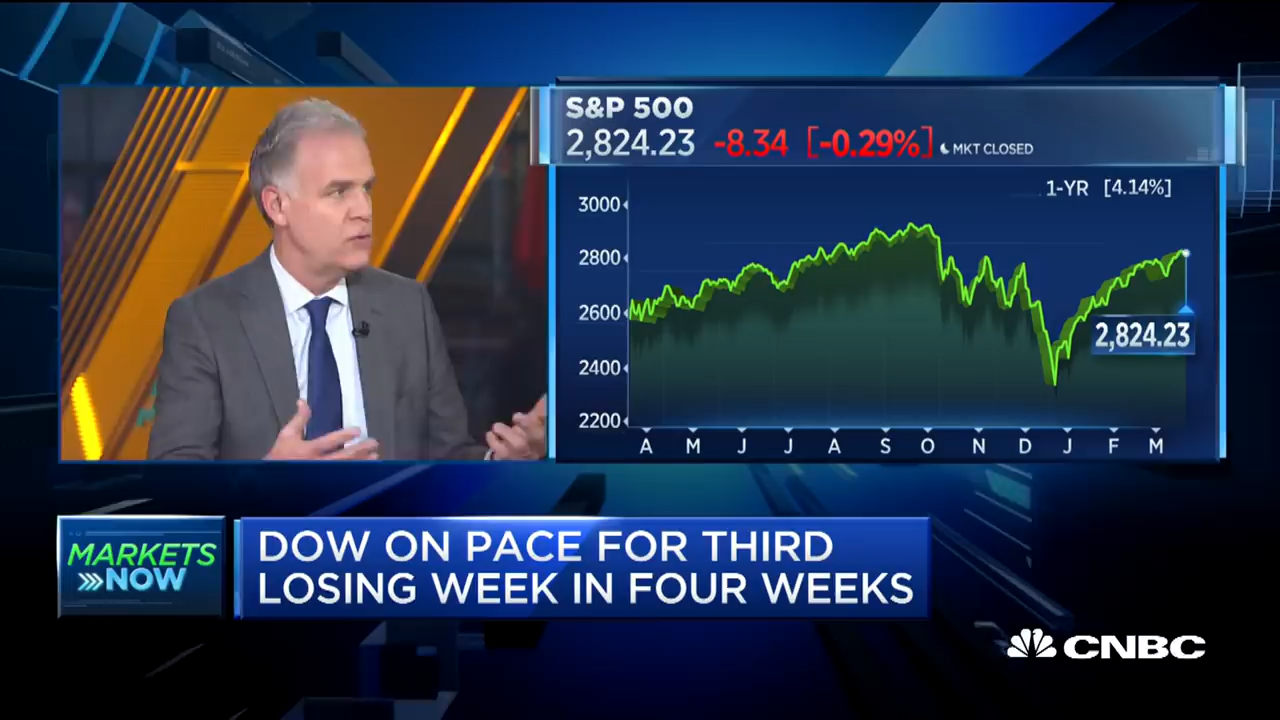 S&P 500
2,824.23 -8.34 [-0.29%] MKT CLOSED
1-YR [4.14%]
3000
2800
2600
2400
2200
2,824.23
A M J J A S O N D J F M
MARKETS
NOW
DOW ON PACE FOR THIRD
LOSING WEEK IN FOUR WEEKS
CNBC